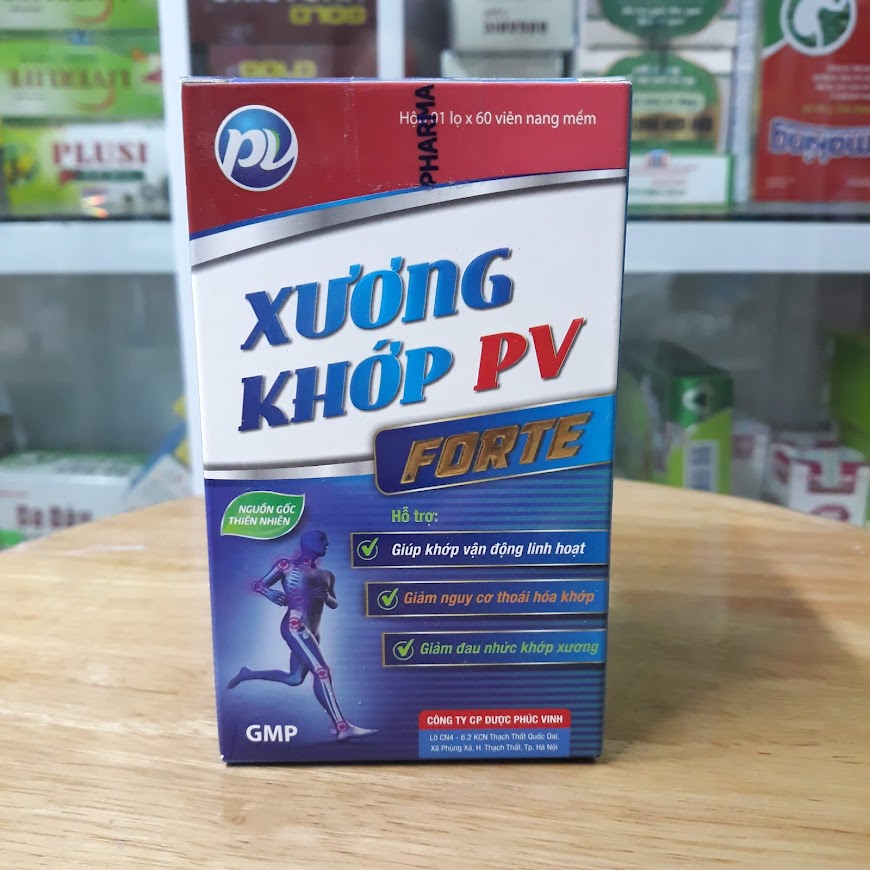 pv
Hộp 01 lọ x 60 viên nang mềm
PHARMA
XƯƠNG
KHỚP PV
FORTE
NGUỒN GỐC
THIÊN NHIÊN
Hỗ trợ:
Giúp khớp vận động linh hoạt
Giảm nguy cơ thoái hóa khớp
Giảm đau nhức khớp xương
GMP
CÔNG TY CP DƯỢC PHÚC VINH
Lô CN4 - 6.2 KCN Thạch Thất Quốc Oai,
Xã Phùng Xá, H. Thạch Thất, Tp. Hà Nội
PLUSI
GOLD